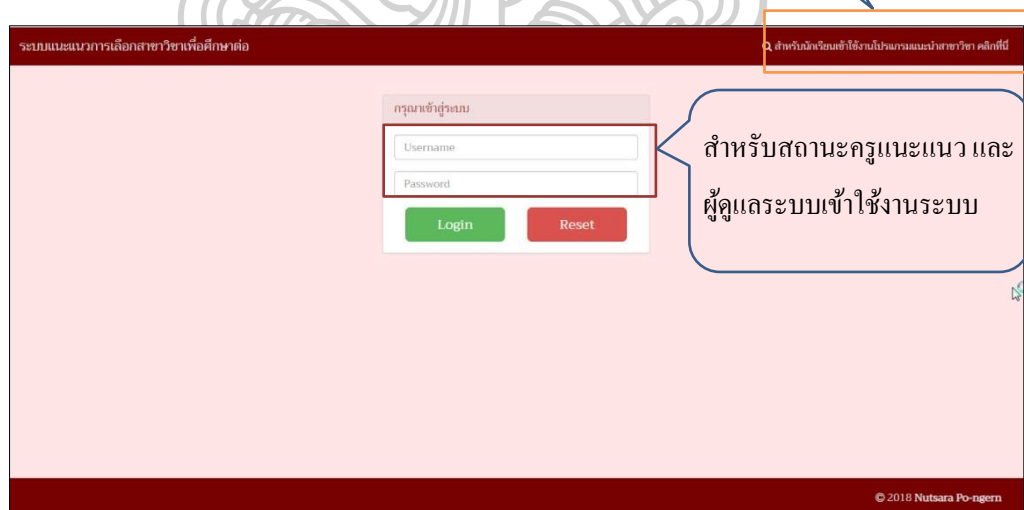 ระบบแนะแนวการเลือกสาขาวิชาเพื่อศึกษาต่อ
สำหรับนักเรียนเข้าใช้งานโปรแกรมแนะนำสาขาวิชา คลิกที่นี่
กรุณาเข้าสู่ระบบ
Username
Password
Login Reset
สำหรับสถานะครูแนะแนว และ
ผู้ดูแลระบบเข้าใช้งานระบบ
© 2018 Nutsara Po-ngern